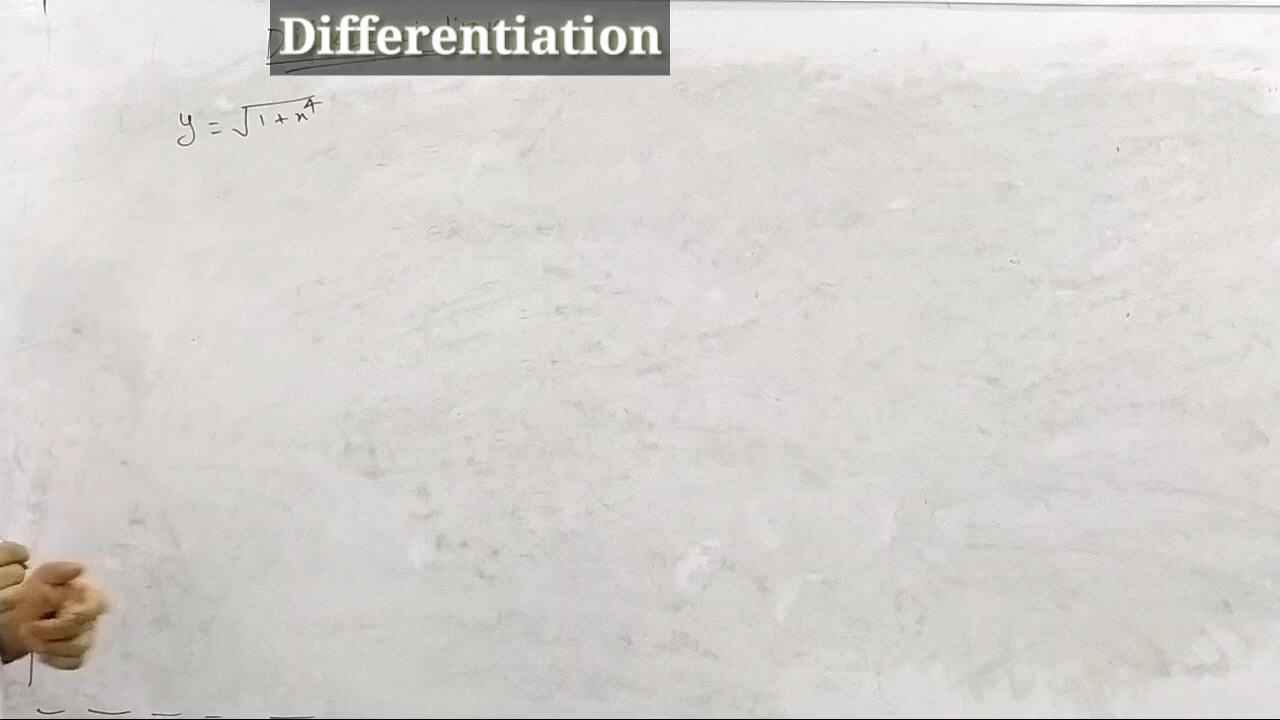 Differentiation
y = √1+x⁴